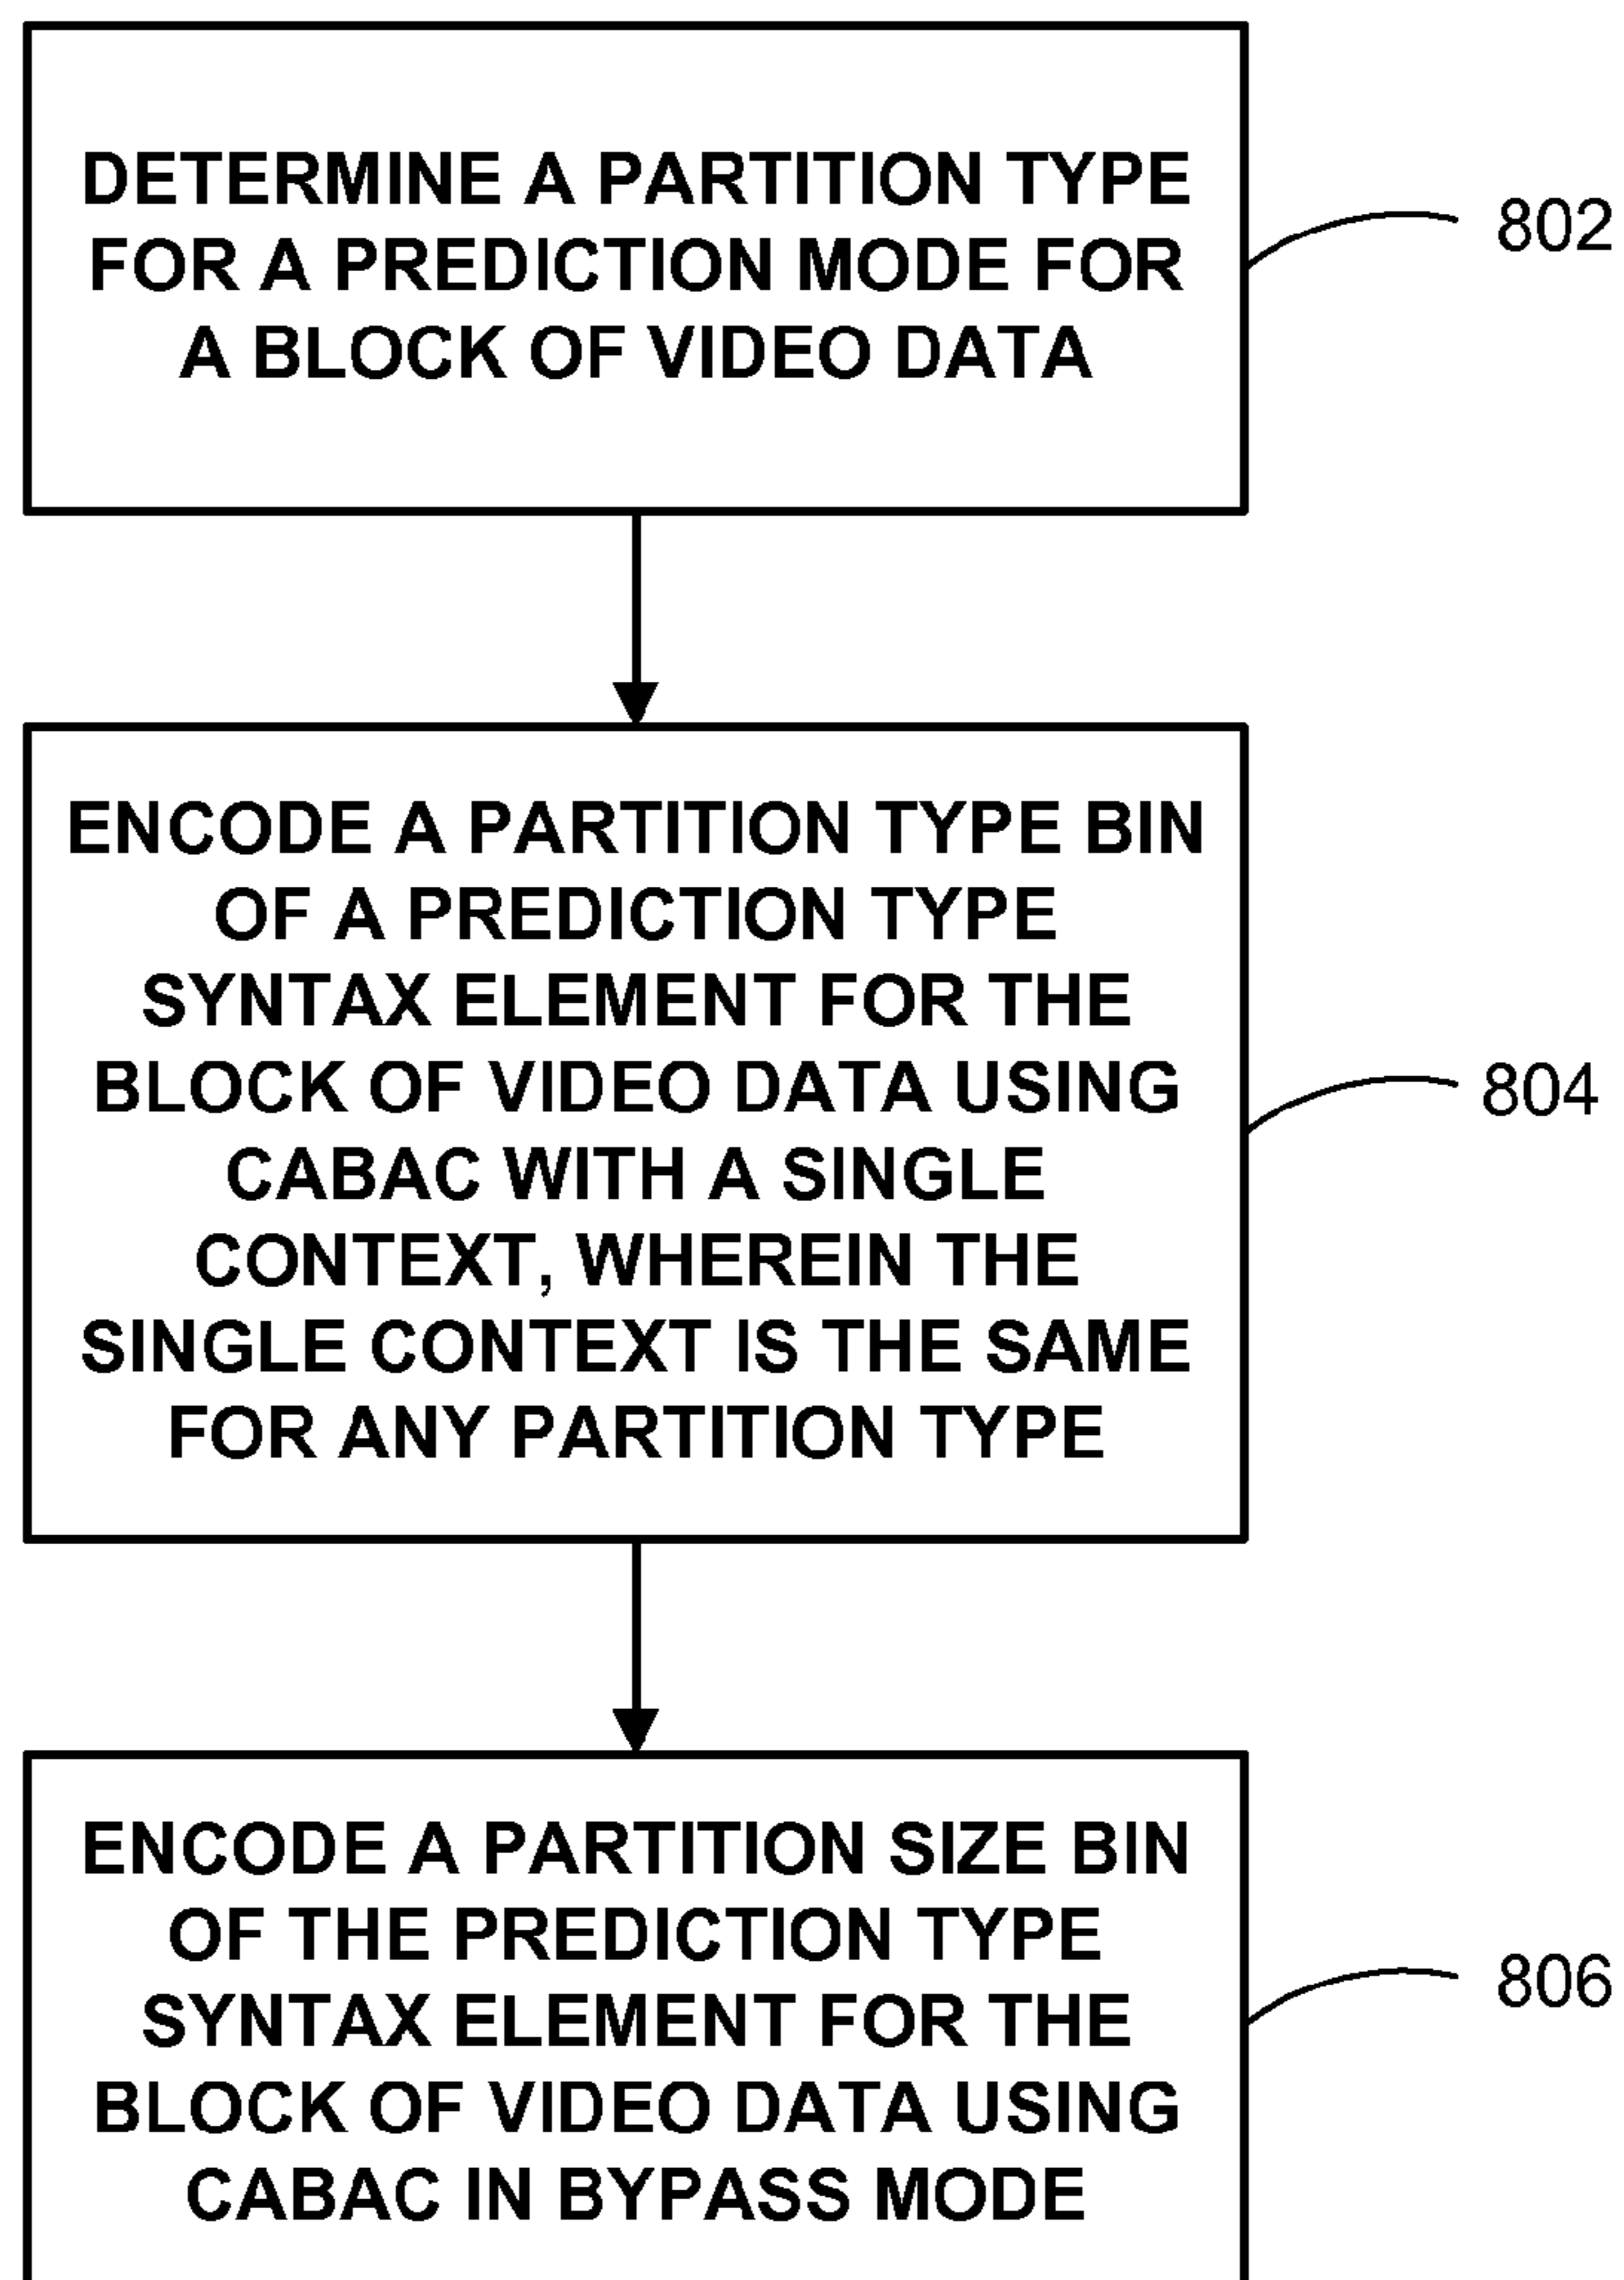 DETERMINE A PARTITION TYPE
FOR A PREDICTION MODE FOR
A BLOCK OF VIDEO DATA
802
ENCODE A PARTITION TYPE BIN
OF A PREDICTION TYPE
SYNTAX ELEMENT FOR THE
BLOCK OF VIDEO DATA USING
CABAC WITH A SINGLE
CONTEXT, WHEREIN THE
SINGLE CONTEXT IS THE SAME
FOR ANY PARTITION TYPE
804
ENCODE A PARTITION SIZE BIN
OF THE PREDICTION TYPE
SYNTAX ELEMENT FOR THE
BLOCK OF VIDEO DATA USING
CABAC IN BYPASS MODE
806